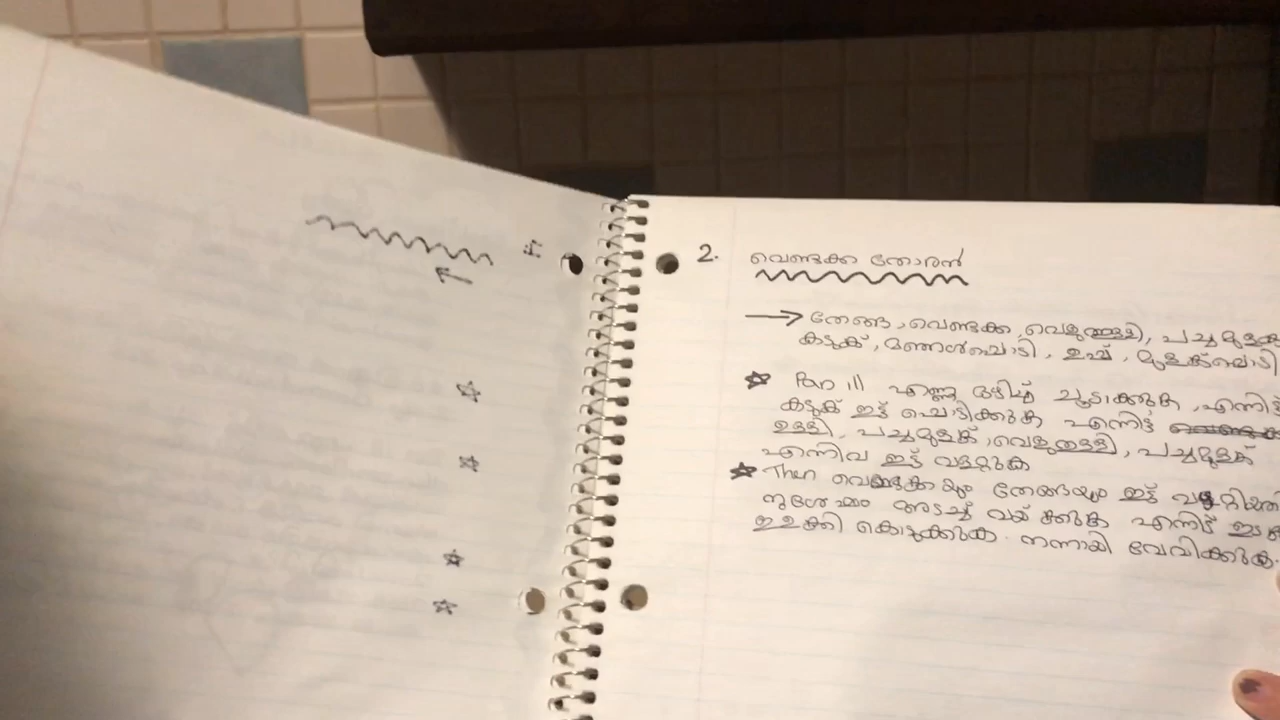 2. വെണ്ടക്ക തോരൻ
→ തേങ്ങ, വെണ്ടക്ക, വെളുത്തുള്ളി, പച്ചമുളക്
കടുക്, മഞ്ഞൾപൊടി, ഉപ്പ്, മുളക്പൊടി
☆ Pan ൽ എണ്ണ ഒഴിച്ച് ചൂടാക്കുക, എന്നിട്ട്
കടുക് ഇട്ട് പൊട്ടിക്കുക എന്നിട്ട്
ഉള്ളി, പച്ചമുളക്, വെളുത്തുള്ളി, പച്ചമുളക്
എന്നിവ ഇട്ട് വഴറ്റുക
☆ Then വെണ്ടക്കയും തേങ്ങയും ഇട്ട്
അടച്ച് വയ്ക്കുക എന്നിട്ട്
ഇളക്കി കൊടുക്കുക. നന്നായി വേവിക്കുക.